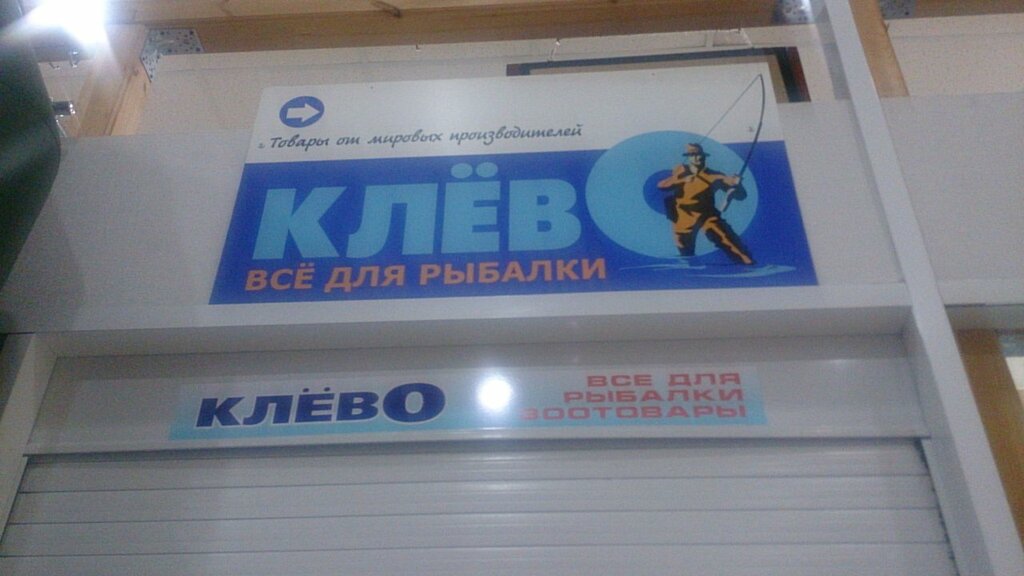 Товары от мировых производителей
КЛЁВО
ВСЁ ДЛЯ РЫБАЛКИ
КЛЁВО
ВСЕ ДЛЯ
РЫБАЛКИ
ЗООТОВАРЫ